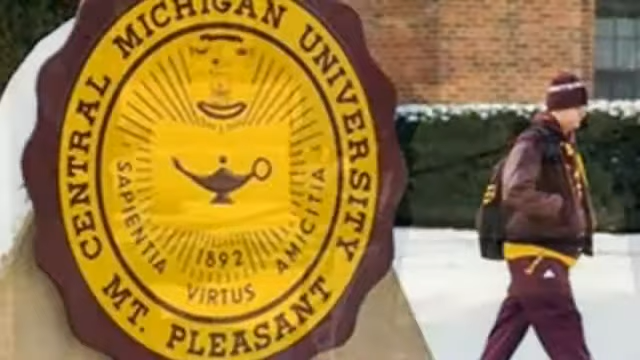 CENTRAL MICHIGAN UNIVERSITY
SAPIENTIA
1892
AMICITIA
VIRTUS
MT. PLEASANT